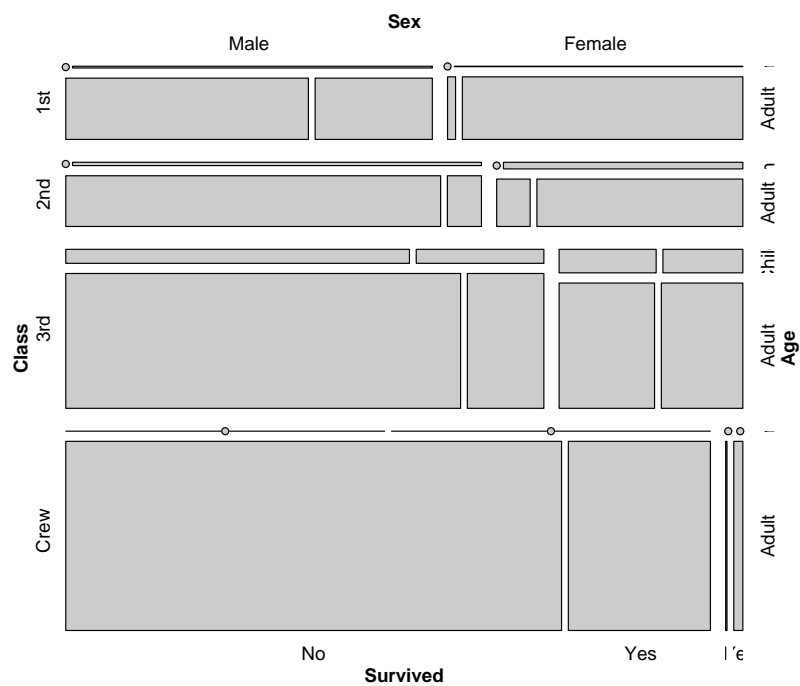 Sex
Male Female
1st Adult
2nd Adult
3rd Adult
Class Age
Crew Adult
No Yes
Survived